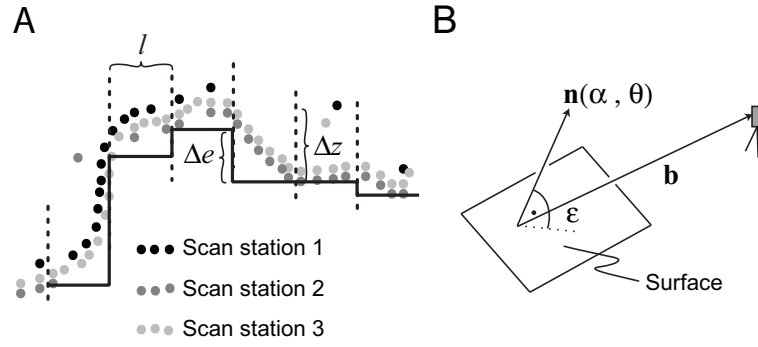 A
B
l
n(α , θ)
Δe
Δz
b
ε
Scan station 1
Scan station 2
Scan station 3
Surface